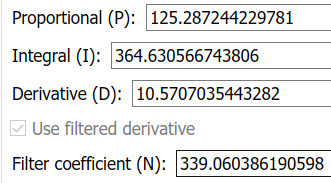 Proportional (P): 125.287244229781
Integral (I): 364.630566743806
Derivative (D): 10.5707035443282
Use filtered derivative
Filter coefficient (N): 339.060386190598